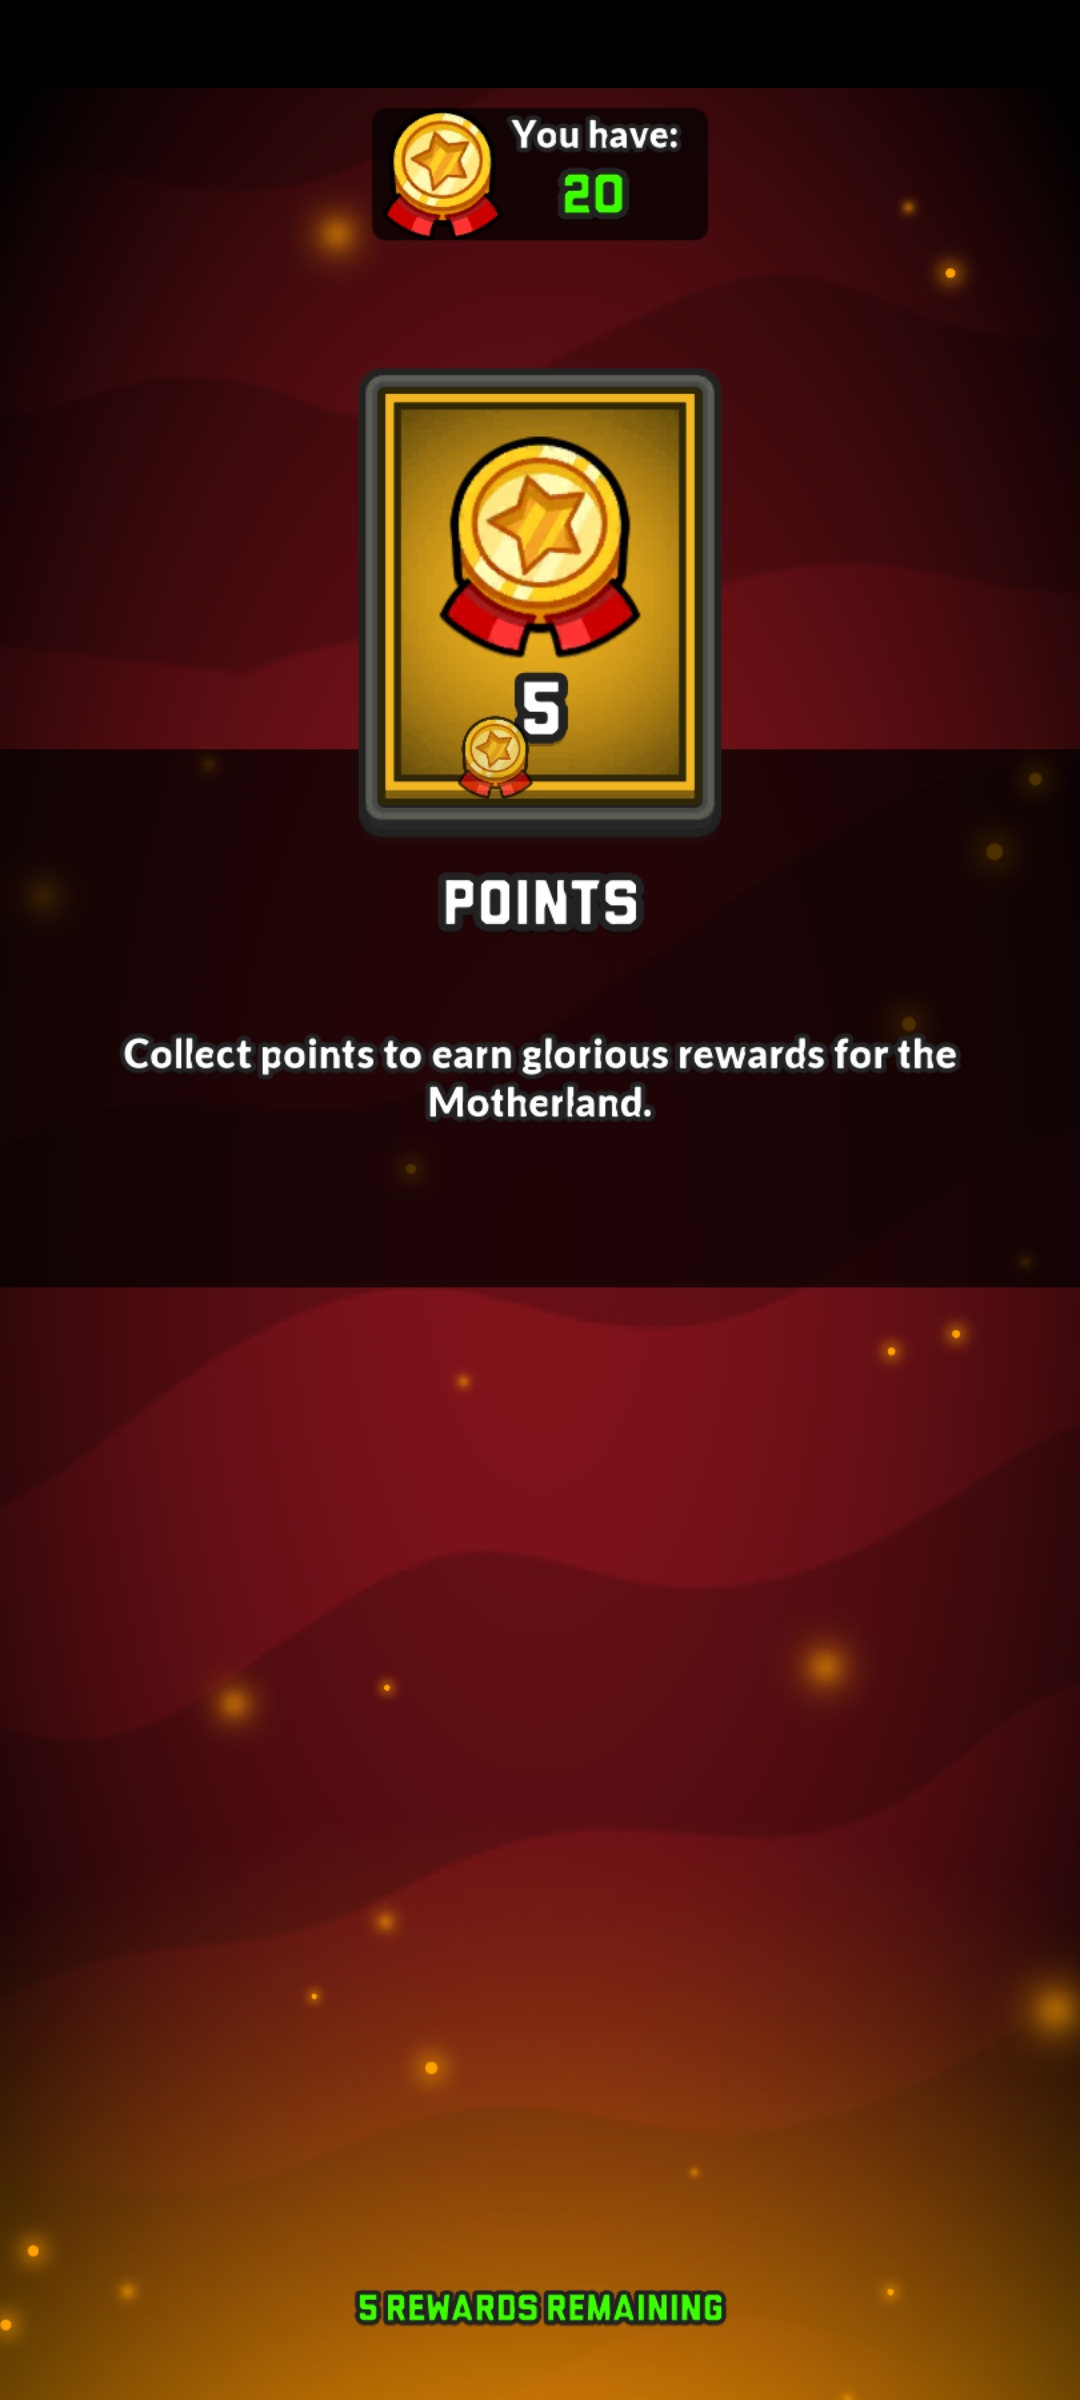 You have:
20
5
POINTS
Collect points to earn glorious rewards for the
Motherland.
5 REWARDS REMAINING